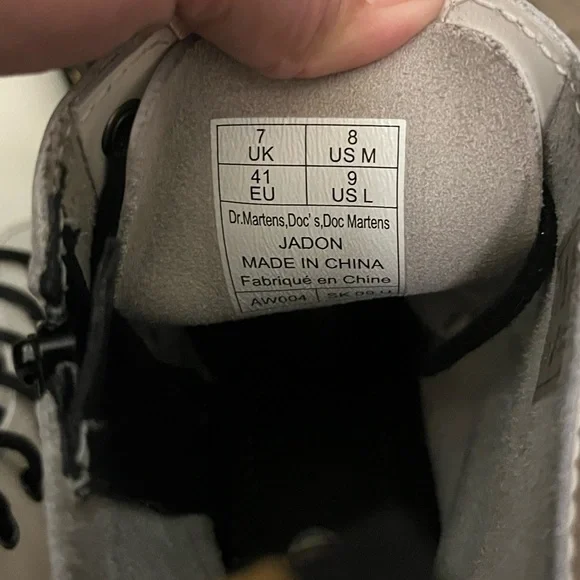 7 8
UK US M
41 9
EU US L
Dr.Martens,Doc's,Doc Martens
JADON
MADE IN CHINA
Fabriqué en Chine
AW004